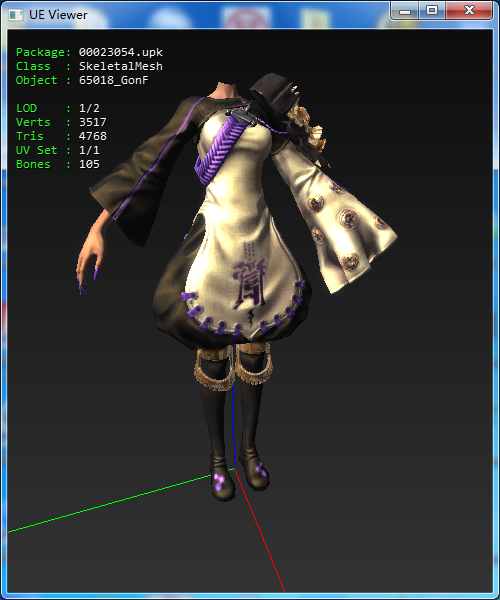 UE Viewer
Package: 00023054.upk
Class : SkeletalMesh
Object : 65018_GonF
LOD : 1/2
Verts : 3517
Tris : 4768
UV Set : 1/1
Bones : 105